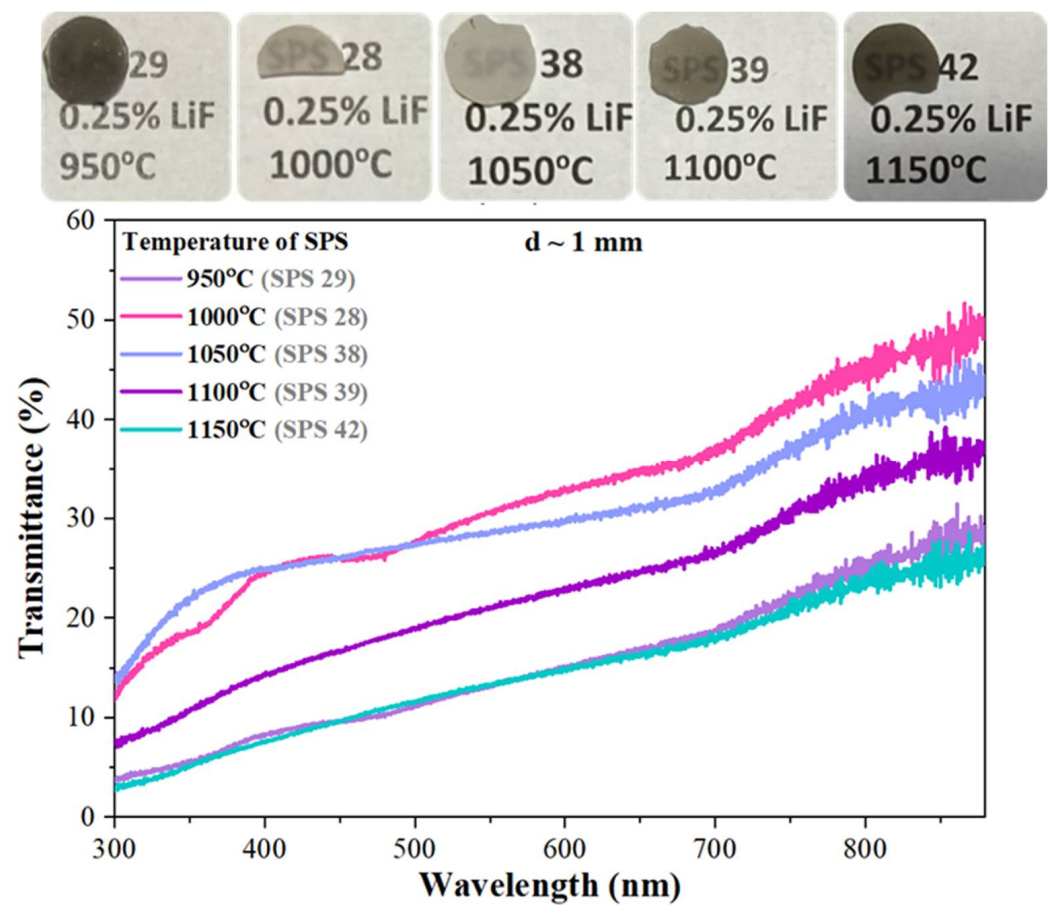 SPS 29
0.25% LiF
950°C
SPS 28
0.25% LiF
1000°C
SPS 38
0.25% LiF
1050°C
SPS 39
0.25% LiF
1100°C
SPS 42
0.25% LiF
1150°C
Temperature of SPS
d ~ 1 mm
950°C (SPS 29)
1000°C (SPS 28)
1050°C (SPS 38)
1100°C (SPS 39)
1150°C (SPS 42)
Transmittance (%)
60
50
40
30
20
10
0
300 400 500 600 700 800
Wavelength (nm)